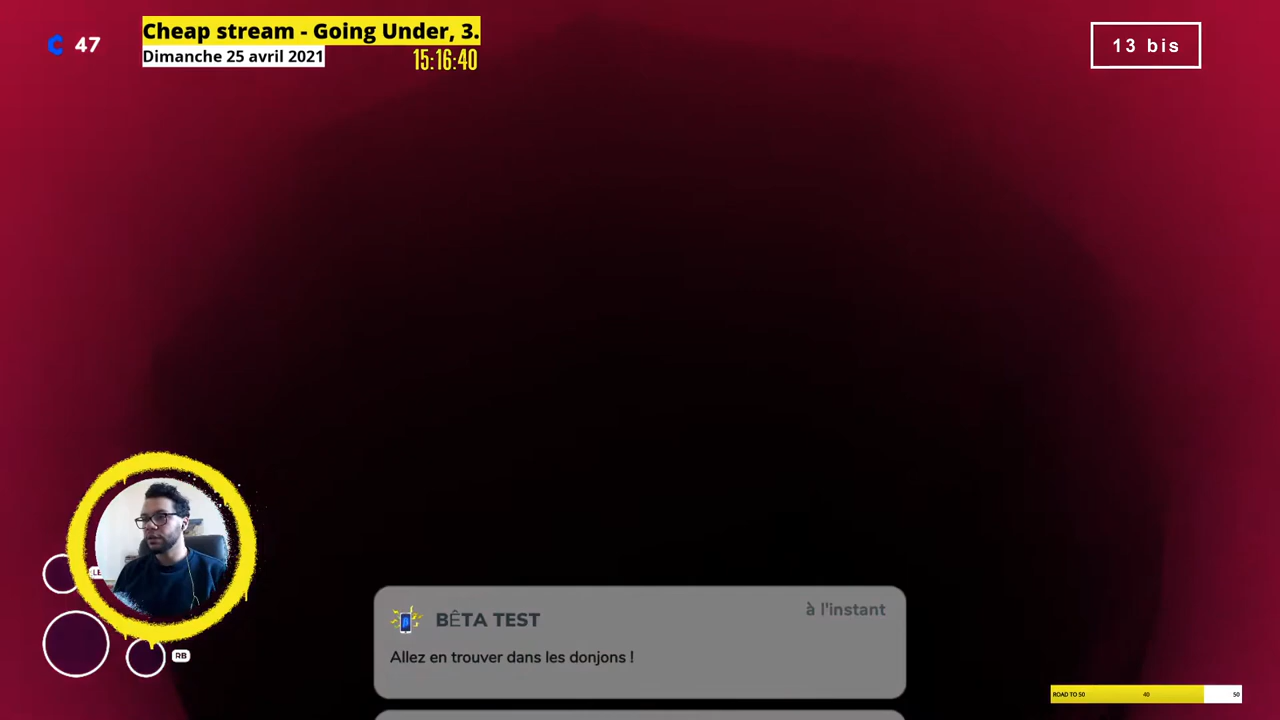 47
Cheap stream - Going Under, 3.
Dimanche 25 avril 2021
15:16:40
13 bis
BÊTA TEST
à l'instant
Allez en trouver dans les donjons !
RB
ROAD TO 50
40
50